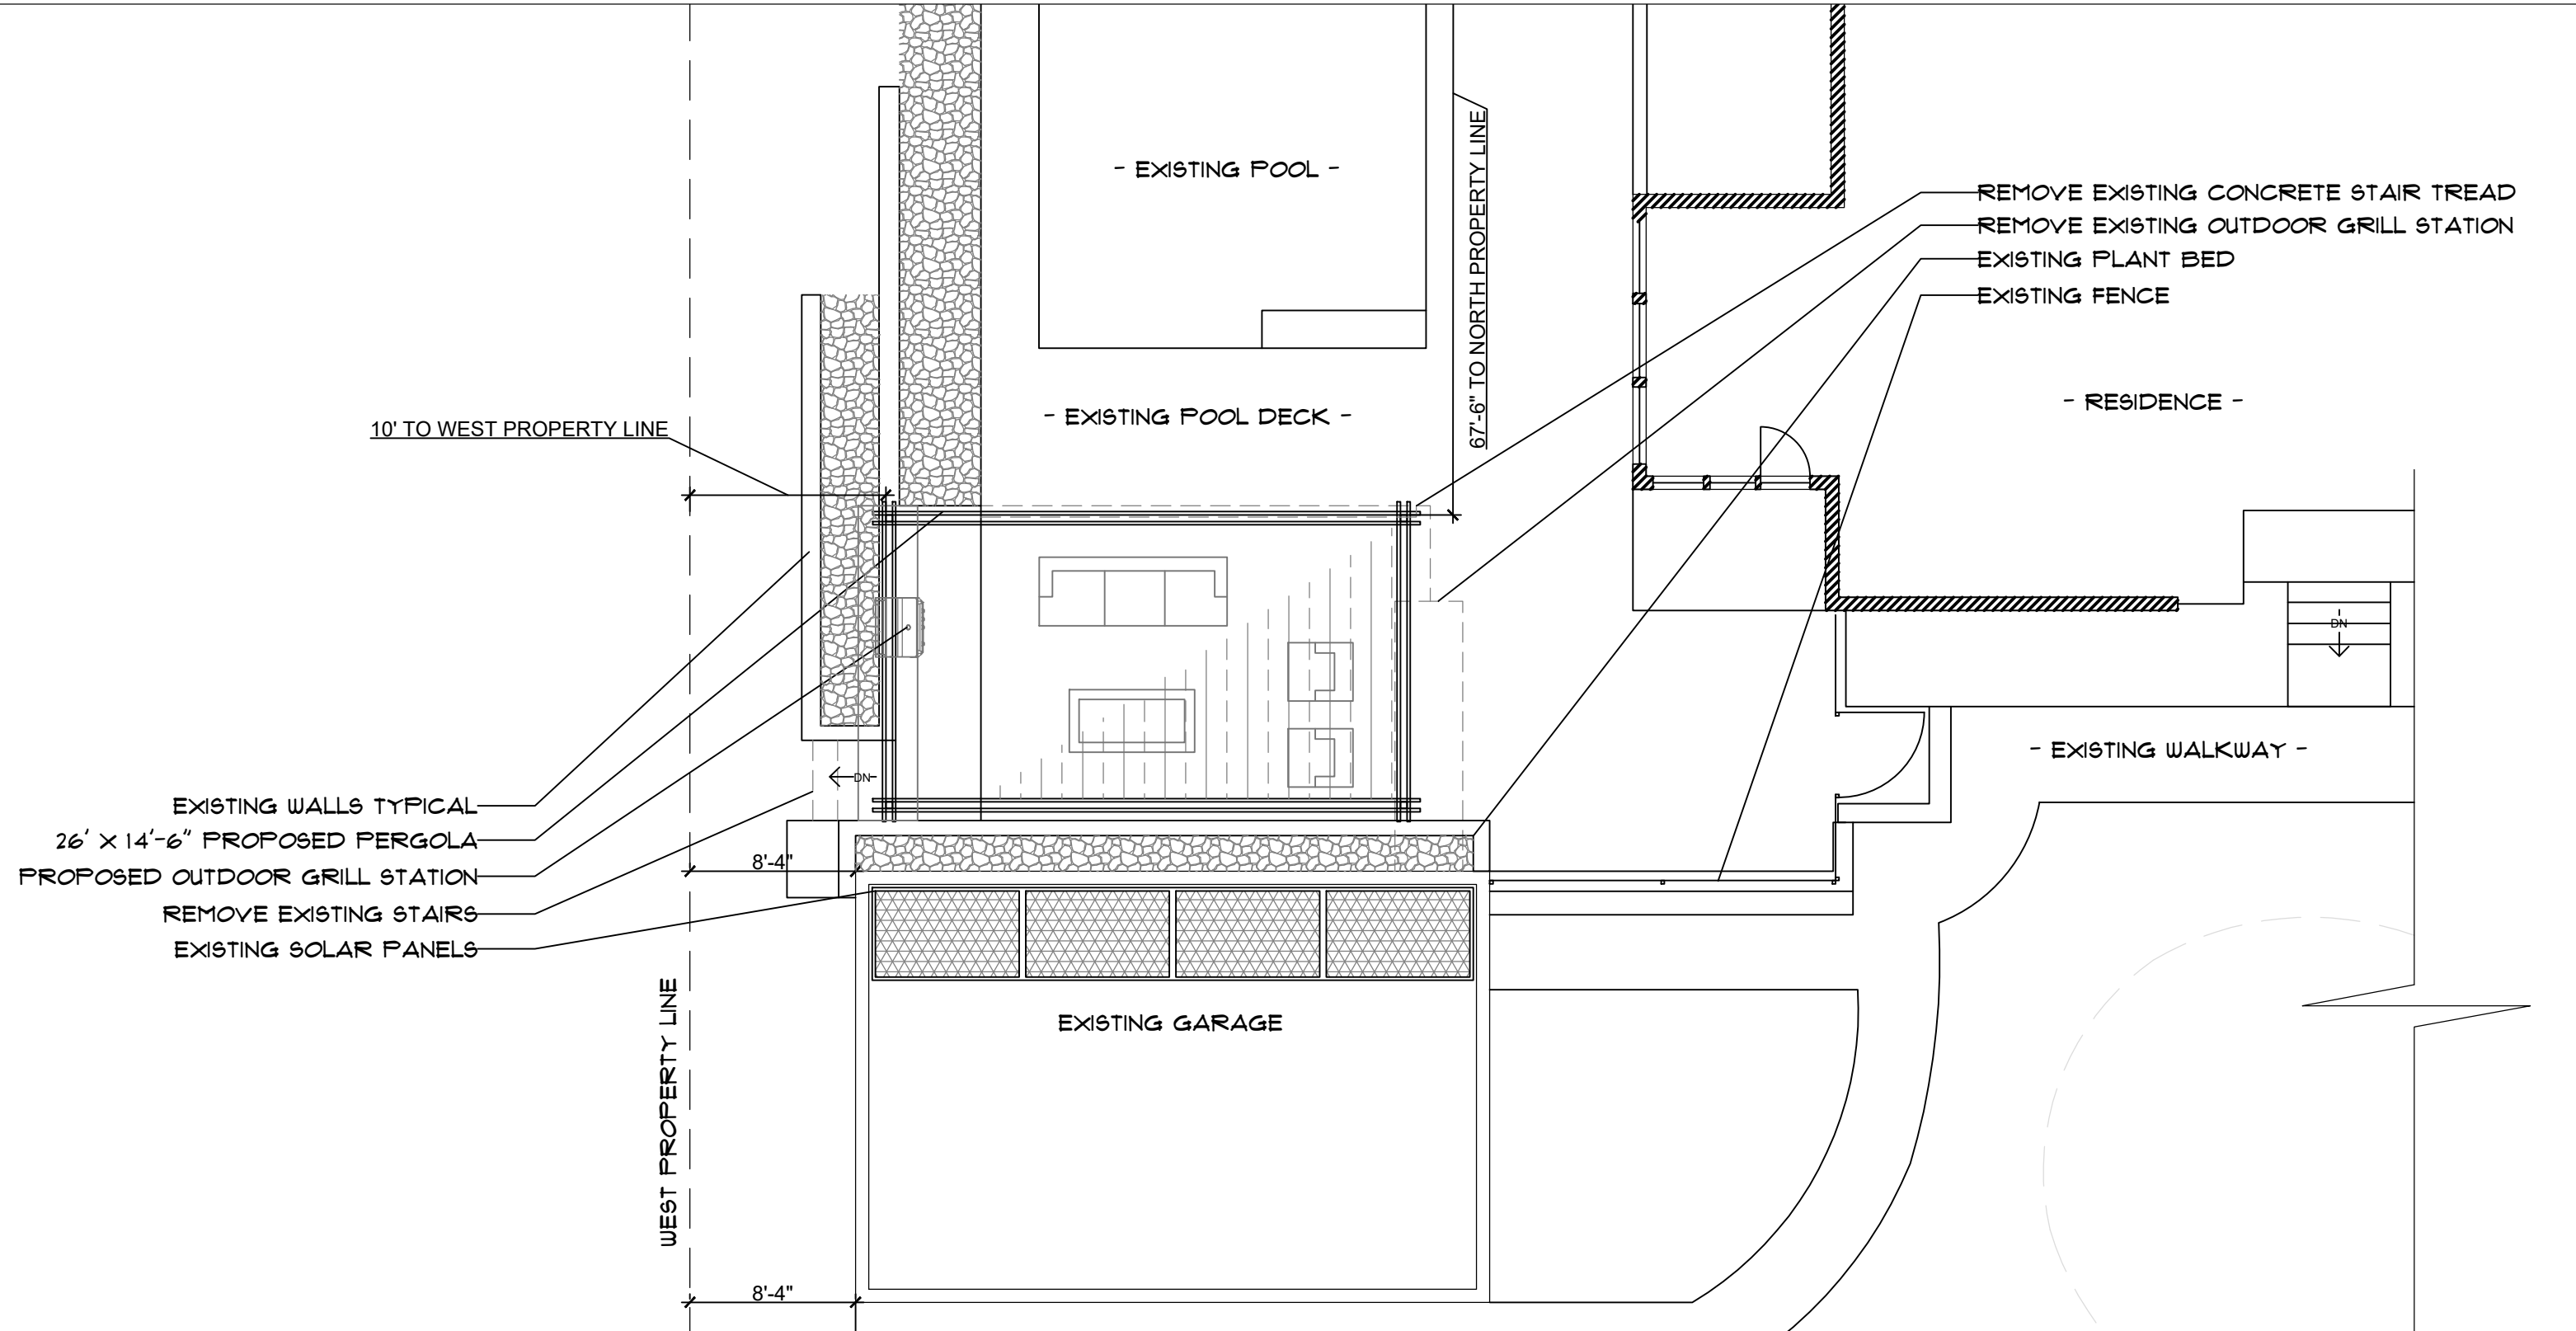 - EXISTING POOL -
67'-6" TO NORTH PROPERTY LINE
REMOVE EXISTING CONCRETE STAIR TREAD
REMOVE EXISTING OUTDOOR GRILL STATION
EXISTING PLANT BED
EXISTING FENCE
- RESIDENCE -
- EXISTING POOL DECK -
10' TO WEST PROPERTY LINE
DN
- EXISTING WALKWAY -
DN
EXISTING WALLS TYPICAL
26' X 14'-6" PROPOSED PERGOLA
PROPOSED OUTDOOR GRILL STATION
REMOVE EXISTING STAIRS
EXISTING SOLAR PANELS
8'-4"
EXISTING GARAGE
WEST PROPERTY LINE
8'-4"